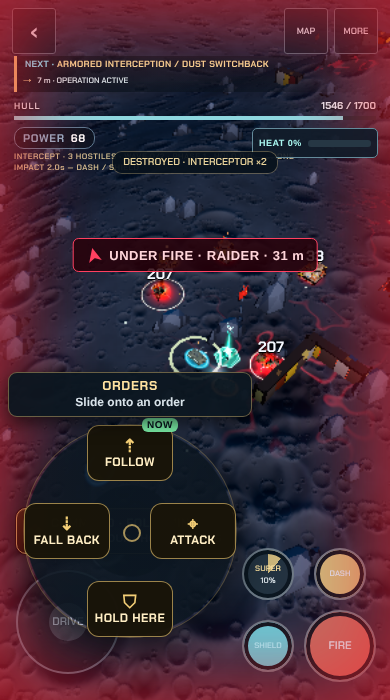 ‹
MAP
MORE
NEXT · ARMORED INTERCEPTION / DUST SWITCHBACK
→ 7 m · OPERATION ACTIVE
HULL
1546 / 1700
POWER 68
HEAT 0%
INTERCEPT · 3 HOSTILES
IMPACT 2.0s — DASH / S
DESTROYED · INTERCEPTOR ×2
UNDER FIRE · RAIDER · 31 m
207
207
ORDERS
Slide onto an order
NOW
FOLLOW
FALL BACK
ATTACK
HOLD HERE
DRIVE
SUPER
10%
DASH
SHIELD
FIRE